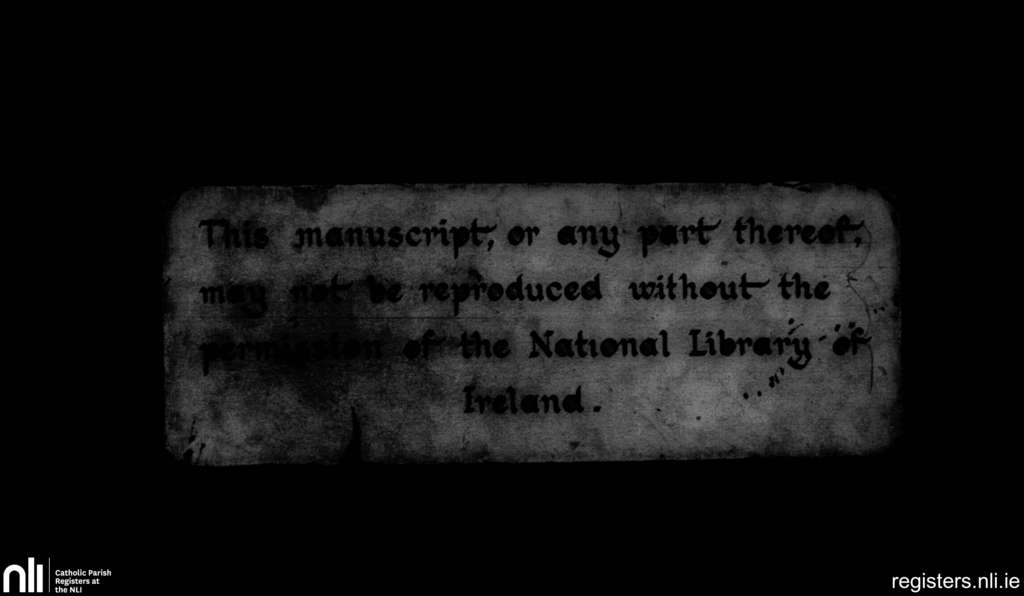 This manuscript, or any part thereof,
may not be reproduced without the
permission of the National Library of
Ireland.
nli
Catholic Parish
Registers at
the NLI
registers.nli.ie